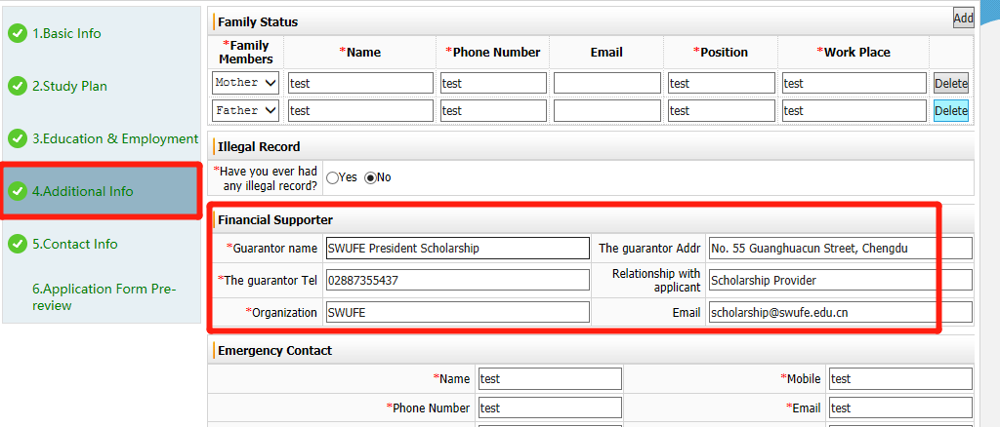 1.Basic Info
2.Study Plan
3.Education & Employment
4.Additional Info
5.Contact Info
6.Application Form Pre-
review
Family Status
Add
*Family
Members
*Name
*Phone Number
Email
*Position
*Work Place
Mother test test test test Delete
Father test test test test Delete
Illegal Record
*Have you ever had
any illegal record?
Yes No
Financial Supporter
*Guarantor name SWUFE President Scholarship The guarantor Addr No. 55 Guanghuacun Street, Chengdu
*The guarantor Tel 02887355437
Relationship with
applicant
Scholarship Provider
*Organization SWUFE Email scholarship@swufe.edu.cn
Emergency Contact
*Name test *Mobile test
*Phone Number test *Email test